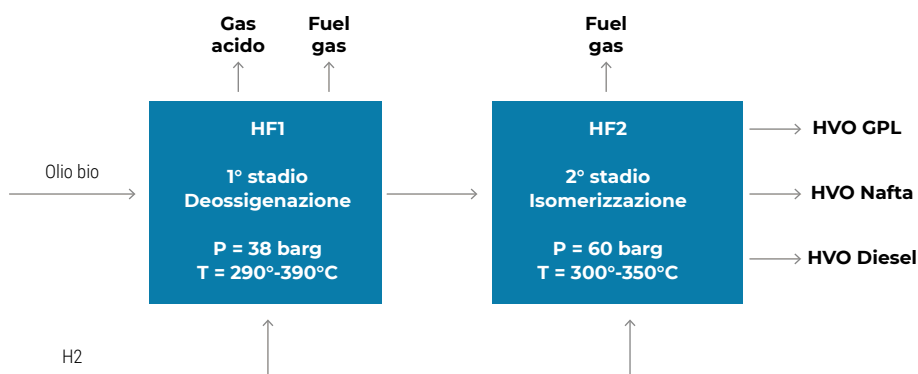 Gas
acido
Fuel
gas
Fuel
gas
Olio bio
HF1
1° stadio
Deossigenazione
P = 38 barg
T = 290°-390°C
HF2
2° stadio
Isomerizzazione
P = 60 barg
T = 300°-350°C
HVO GPL
HVO Nafta
HVO Diesel
H2